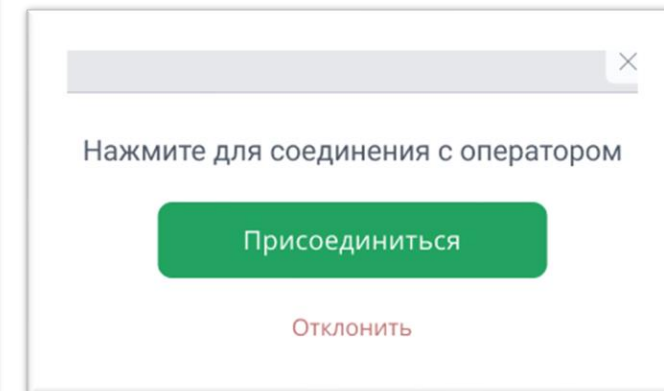 Нажмите для соединения с оператором
Присоединиться
Отклонить